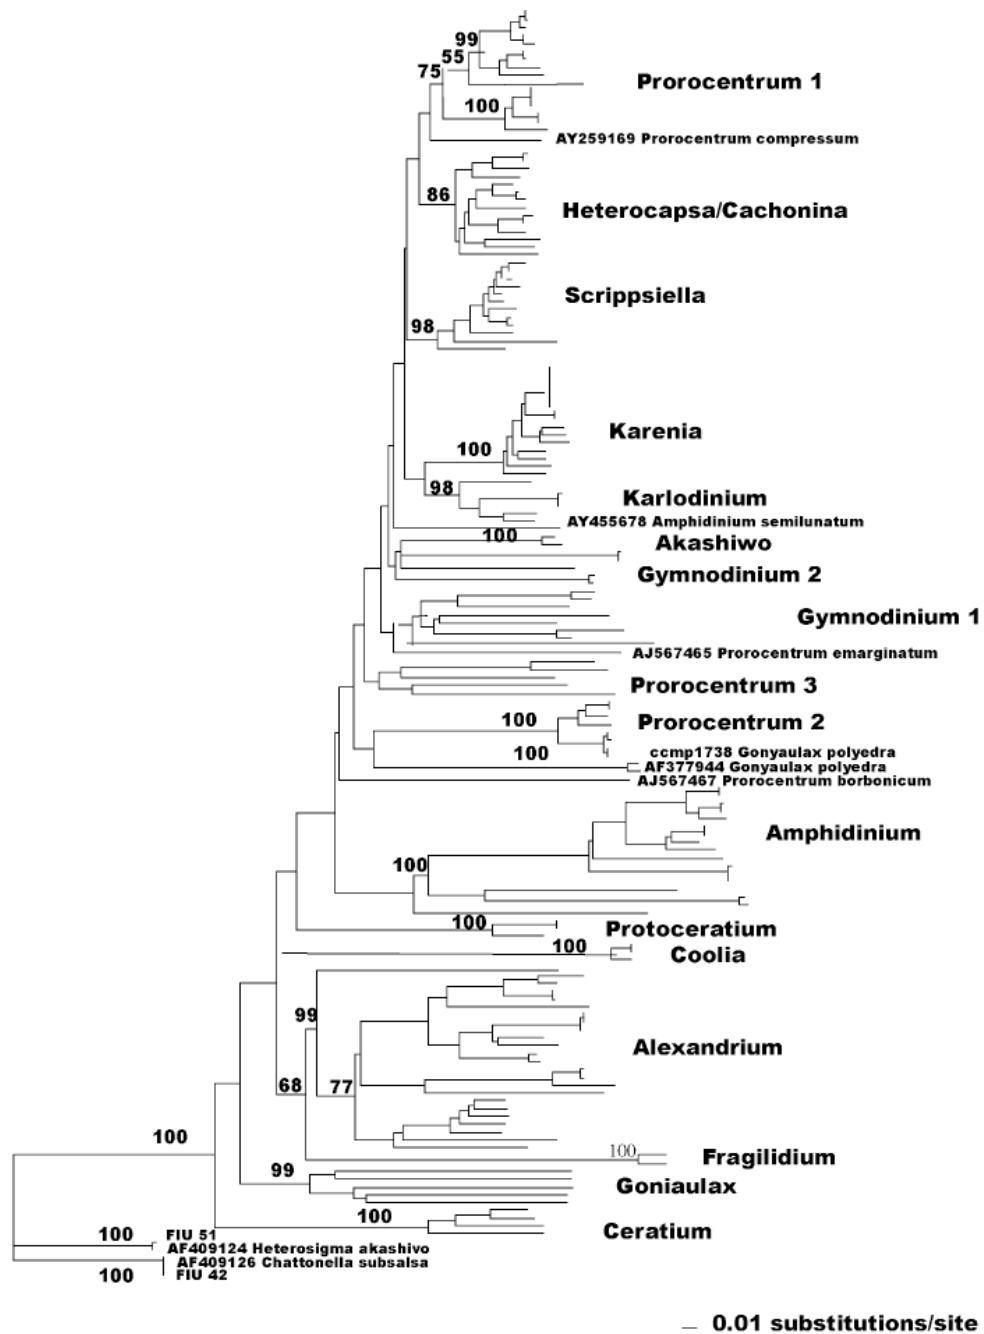 99
55
75
Prorocentrum 1
100
AY259169 Prorocentrum compressum
86
Heterocapsa/Cachonina
Scrippsiella
98
Karenia
100
98
Karlodinium
AY455678 Amphidinium semilunatum
100
Akashiwo
Gymnodinium 2
Gymnodinium 1
AJ567465 Prorocentrum emarginatum
Prorocentrum 3
100
Prorocentrum 2
100
ccmp1738 Gonyaulax polyedra
AF377944 Gonyaulax polyedra
AJ567467 Prorocentrum borbonicum
Amphidinium
100
100
Protoceratium
100
Coolia
99
Alexandrium
68
77
100
Fragilidium
99
Goniaulax
100
Ceratium
100
100
FIU 51
AF409124 Heterosigma akashivo
AF409126 Chattonella subsalsa
100
FIU 42
0.01 substitutions/site